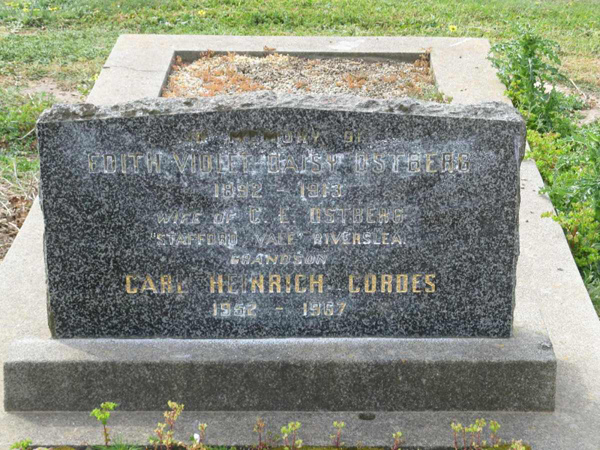 IN MEMORY OF
EDITH VIOLET DAISY OSTBERG
1892 - 1913
WIFE OF C. E. OSTBERG
"STAFFORD VALE" RIVERSLEA.
GRANDSON
CARL HEINRICH CORDES
1962 - 1967